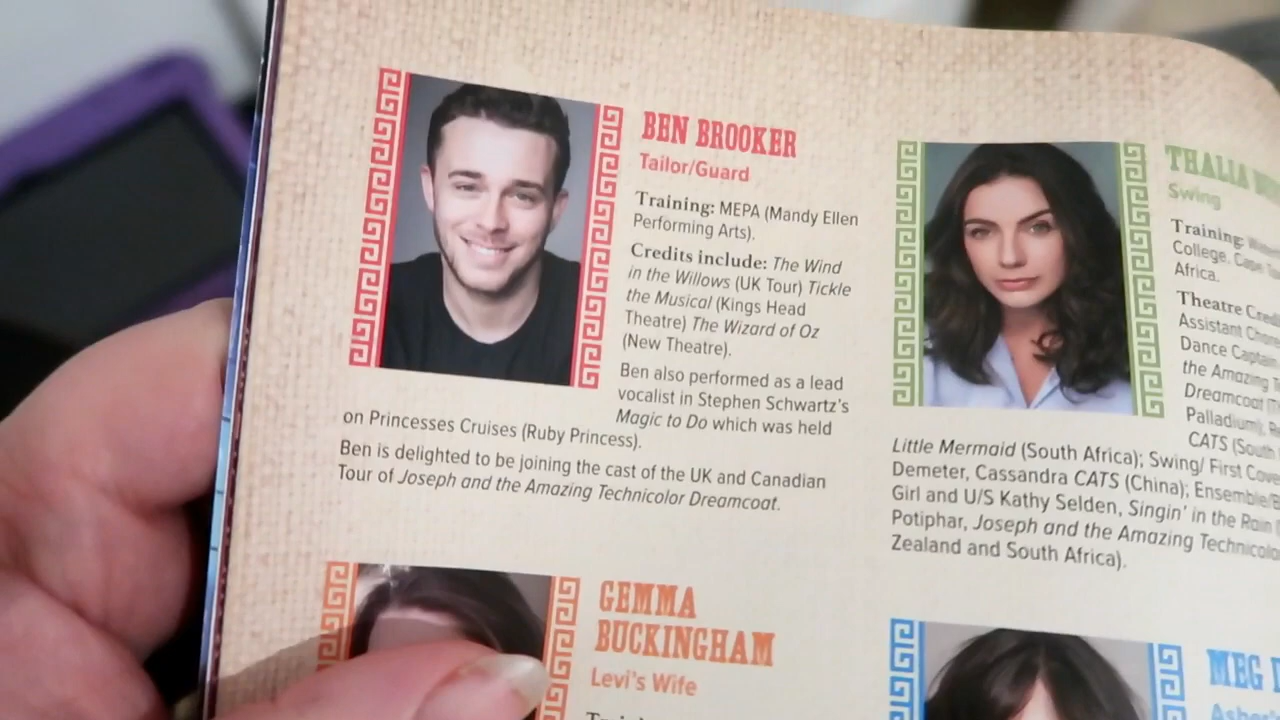 BEN BROOKER
Tailor/Guard
Training: MEPA (Mandy Ellen
Performing Arts).
Credits include: The Wind
in the Willows (UK Tour) Tickle
the Musical (Kings Head
Theatre) The Wizard of Oz
(New Theatre).
Ben also performed as a lead
vocalist in Stephen Schwartz's
Magic to Do which was held
on Princesses Cruises (Ruby Princess).
Ben is delighted to be joining the cast of the UK and Canadian
Tour of Joseph and the Amazing Technicolor Dreamcoat.
THALIA
Swing
Training:
College, Cape
Africa.
Theatre
Assistant
Dance Captain
the Amazing
Dreamcoat
Palladium),
CATS (South
Little Mermaid (South Africa); Swing/ First
Demeter, Cassandra CATS (China);
Girl and U/S Kathy Selden, Singin' in the Rain
Potiphar, Joseph and the Amazing
Zealand and South Africa).
GEMMA
BUCKINGHAM
Levi's Wife
MEG